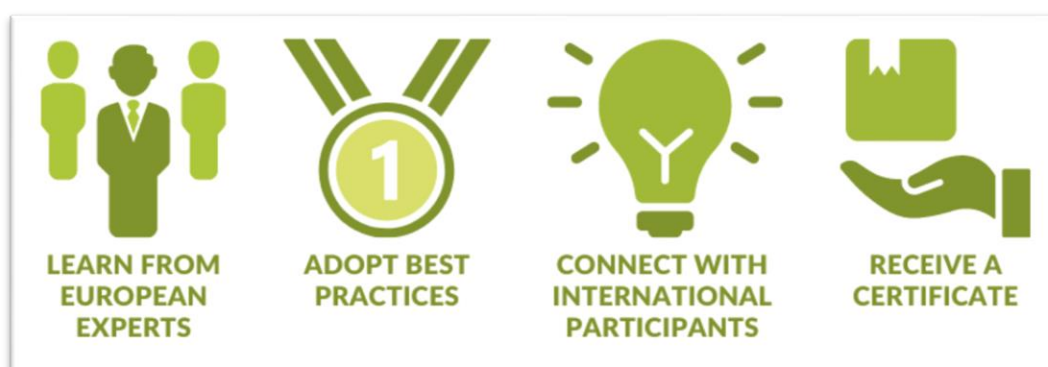 1
LEARN FROM
EUROPEAN
EXPERTS
ADOPT BEST
PRACTICES
CONNECT WITH
INTERNATIONAL
PARTICIPANTS
RECEIVE A
CERTIFICATE